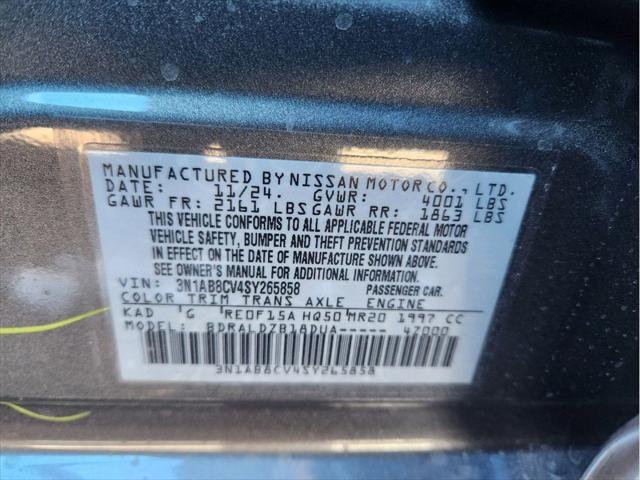 MANUFACTURED BY NISSAN MOTOR CO., LTD.
DATE: 11/24. GVWR: 4001 LBS
GAWR FR: 2161 LBS GAWR RR: 1863 LBS
THIS VEHICLE CONFORMS TO ALL APPLICABLE FEDERAL MOTOR
VEHICLE SAFETY, BUMPER AND THEFT PREVENTION STANDARDS
IN EFFECT ON THE DATE OF MANUFACTURE SHOWN ABOVE.
SEE OWNER'S MANUAL FOR ADDITIONAL INFORMATION.
VIN: 3N1AB8CV4SY265858 PASSENGER CAR.
COLOR TRIM TRANS AXLE ENGINE
KAD G RE0F15A HQ50 MR20 1997 CC
MODEL: BDRALDZB18DUA----- 47000
3N1AB8CV4SY265858